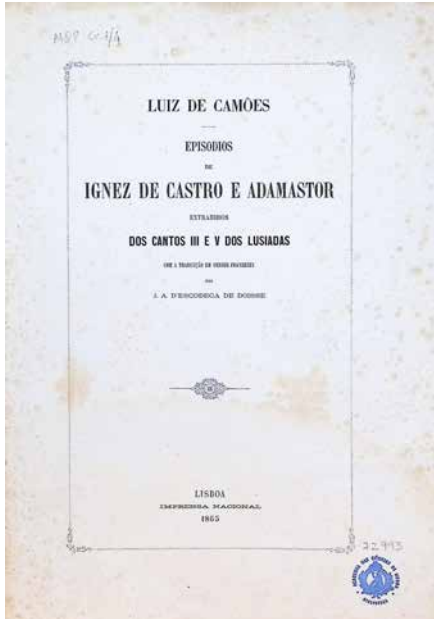 LUIZ DE CAMÕES
EPISODIOS
DE
IGNEZ DE CASTRO E ADAMASTOR
EXTRAHIDOS
DOS CANTOS III E V DOS LUSIADAS
COM A TRADUCÇÃO EM VERSOS FRANCEZES
POR
J. A. D'ESCODECA DE BOISSE
LISBOA
IMPRENSA NACIONAL
1865
22993